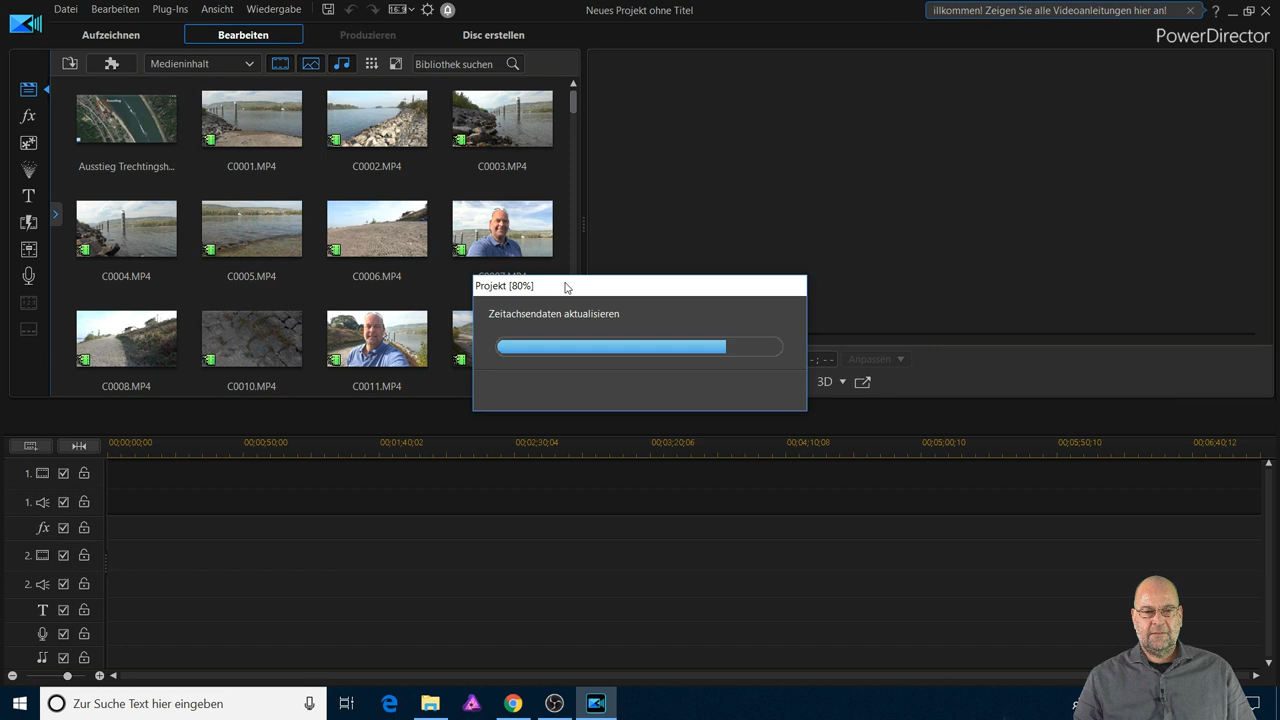 Datei Bearbeiten Plug-Ins Ansicht Wiedergabe
Neues Projekt ohne Titel
illkommen! Zeigen Sie alle Videoanleitungen hier an!
Aufzeichnen
Bearbeiten
Produzieren
Disc erstellen
PowerDirector
Medieninhalt
Bibliothek suchen
Ausstieg Trechtingsh...
C0001.MP4
C0002.MP4
C0003.MP4
C0004.MP4
C0005.MP4
C0006.MP4
C0008.MP4
C0010.MP4
C0011.MP4
Projekt [80%]
Zeitachsendaten aktualisieren
Anpassen
3D
00;00;00;00
00;00;50;00
00;01;40;02
00;02;30;04
00;03;20;06
00;04;10;08
00;05;00;10
00;05;50;10
00;06;40;12
1.
1.
fx
2.
2.
T
Zur Suche Text hier eingeben